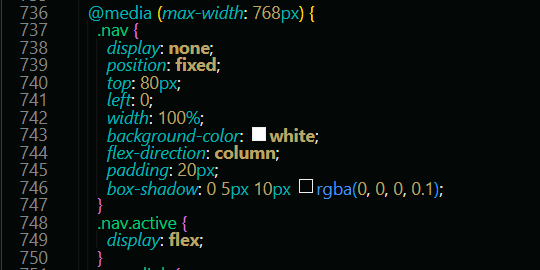 736 @media (max-width: 768px) {
737 .nav {
738 display: none;
739 position: fixed;
740 top: 80px;
741 left: 0;
742 width: 100%;
743 background-color: white;
744 flex-direction: column;
745 padding: 20px;
746 box-shadow: 0 5px 10px rgba(0, 0, 0, 0.1);
747 }
748 .nav.active {
749 display: flex;
750 }